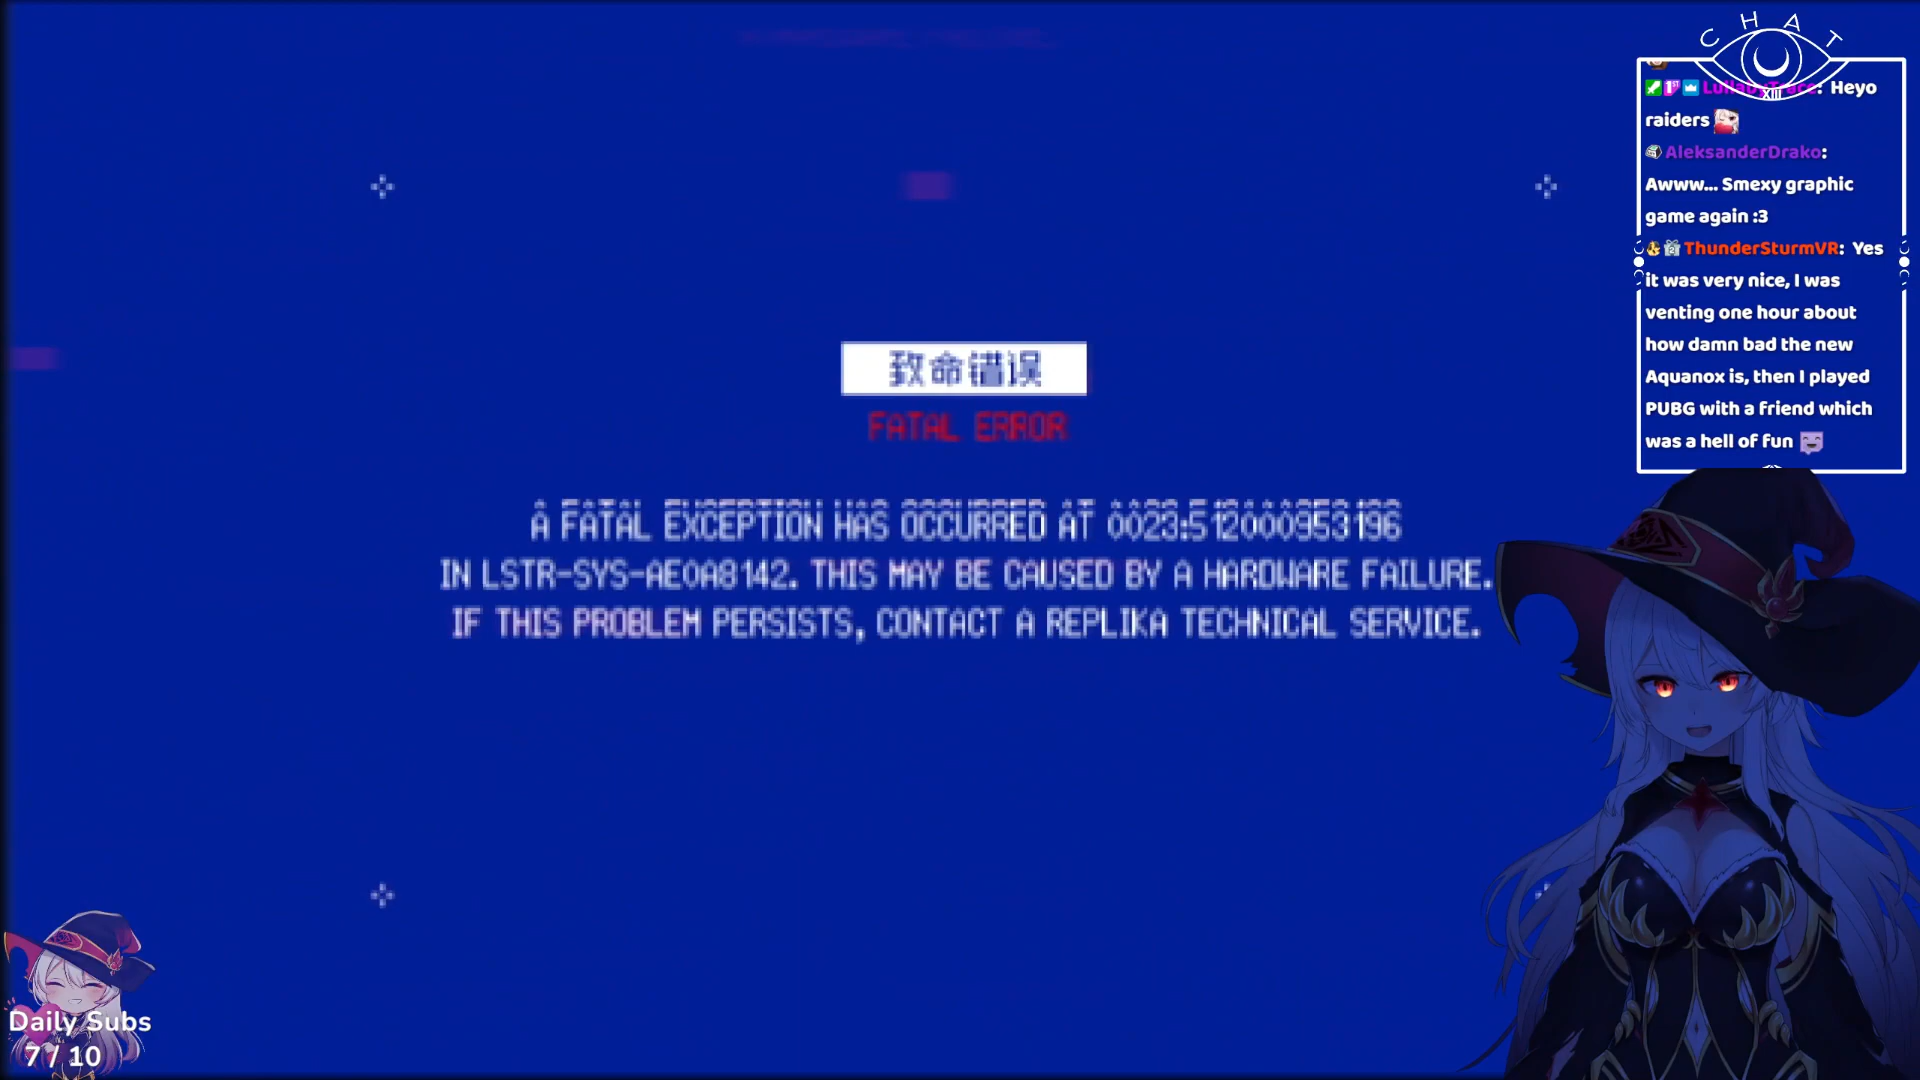 致命错误
FATAL ERROR
A FATAL EXCEPTION HAS OCCURRED AT 0023:512000953196
IN LSTR-SYS-AE0A8142. THIS MAY BE CAUSED BY A HARDWARE FAILURE.
IF THIS PROBLEM PERSISTS, CONTACT A REPLIKA TECHNICAL SERVICE.
CHAT
XIII
: Heyo
raiders
AleksanderDrako:
Awww... Smexy graphic
game again :3
ThunderSturmVR: Yes
it was very nice, I was
venting one hour about
how damn bad the new
Aquanox is, then I played
PUBG with a friend which
was a hell of fun
Daily Subs
7 / 10